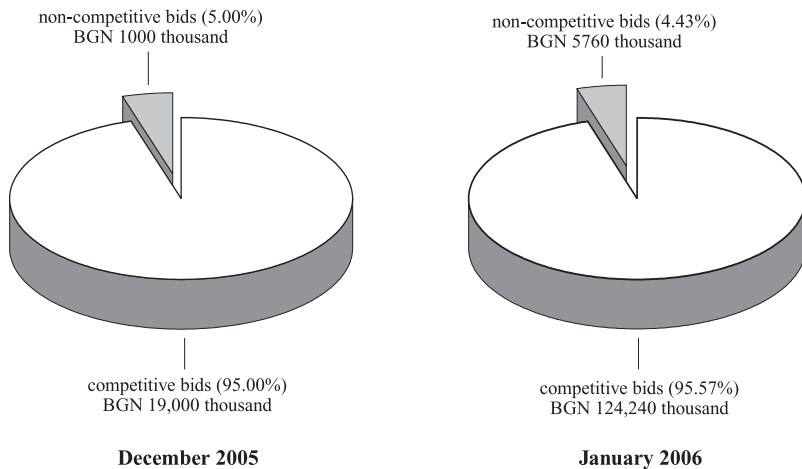 non-competitive bids (5.00%)
BGN 1000 thousand
competitive bids (95.00%)
BGN 19,000 thousand
December 2005
non-competitive bids (4.43%)
BGN 5760 thousand
competitive bids (95.57%)
BGN 124,240 thousand
January 2006